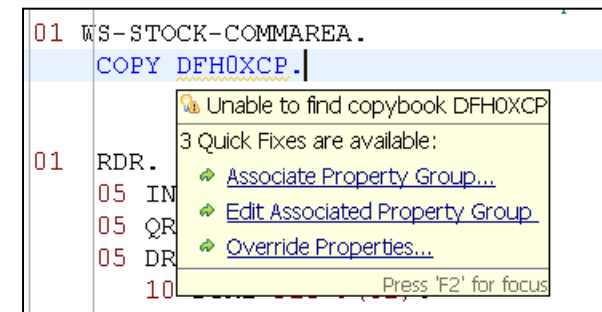 01 WS-STOCK-COMMAREA.
COPY DFH0XCP.
Unable to find copybook DFH0XCP
3 Quick Fixes are available:
01 RDR.
Associate Property Group...
05 IN
Edit Associated Property Group
05 QR
Override Properties...
05 DR
Press 'F2' for focus
10